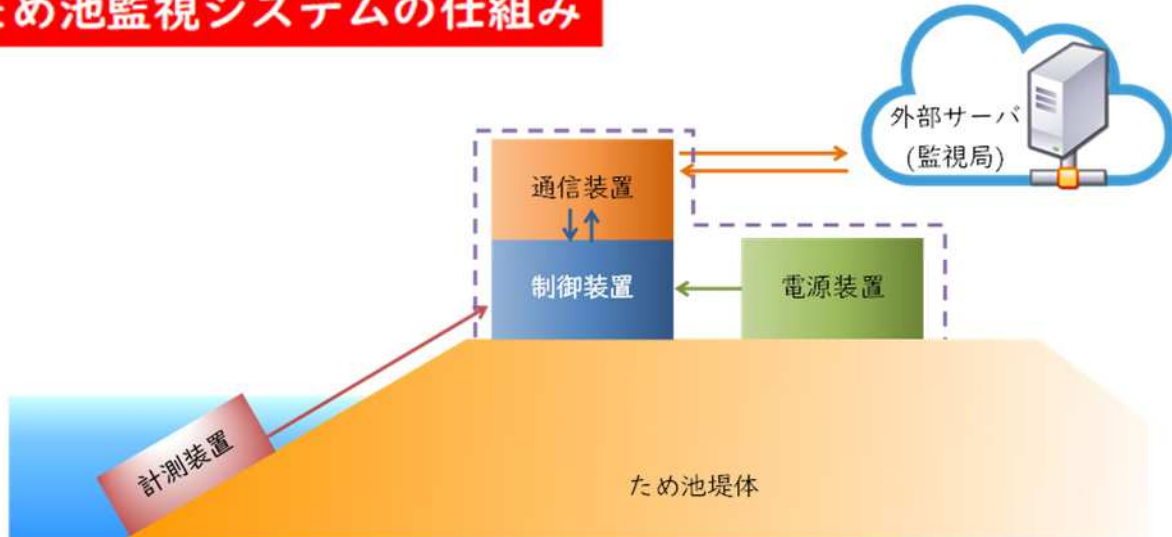 ため池監視システムの仕組み
外部サーバ
(監視局)
通信装置
制御装置
電源装置
計測装置
ため池堤体